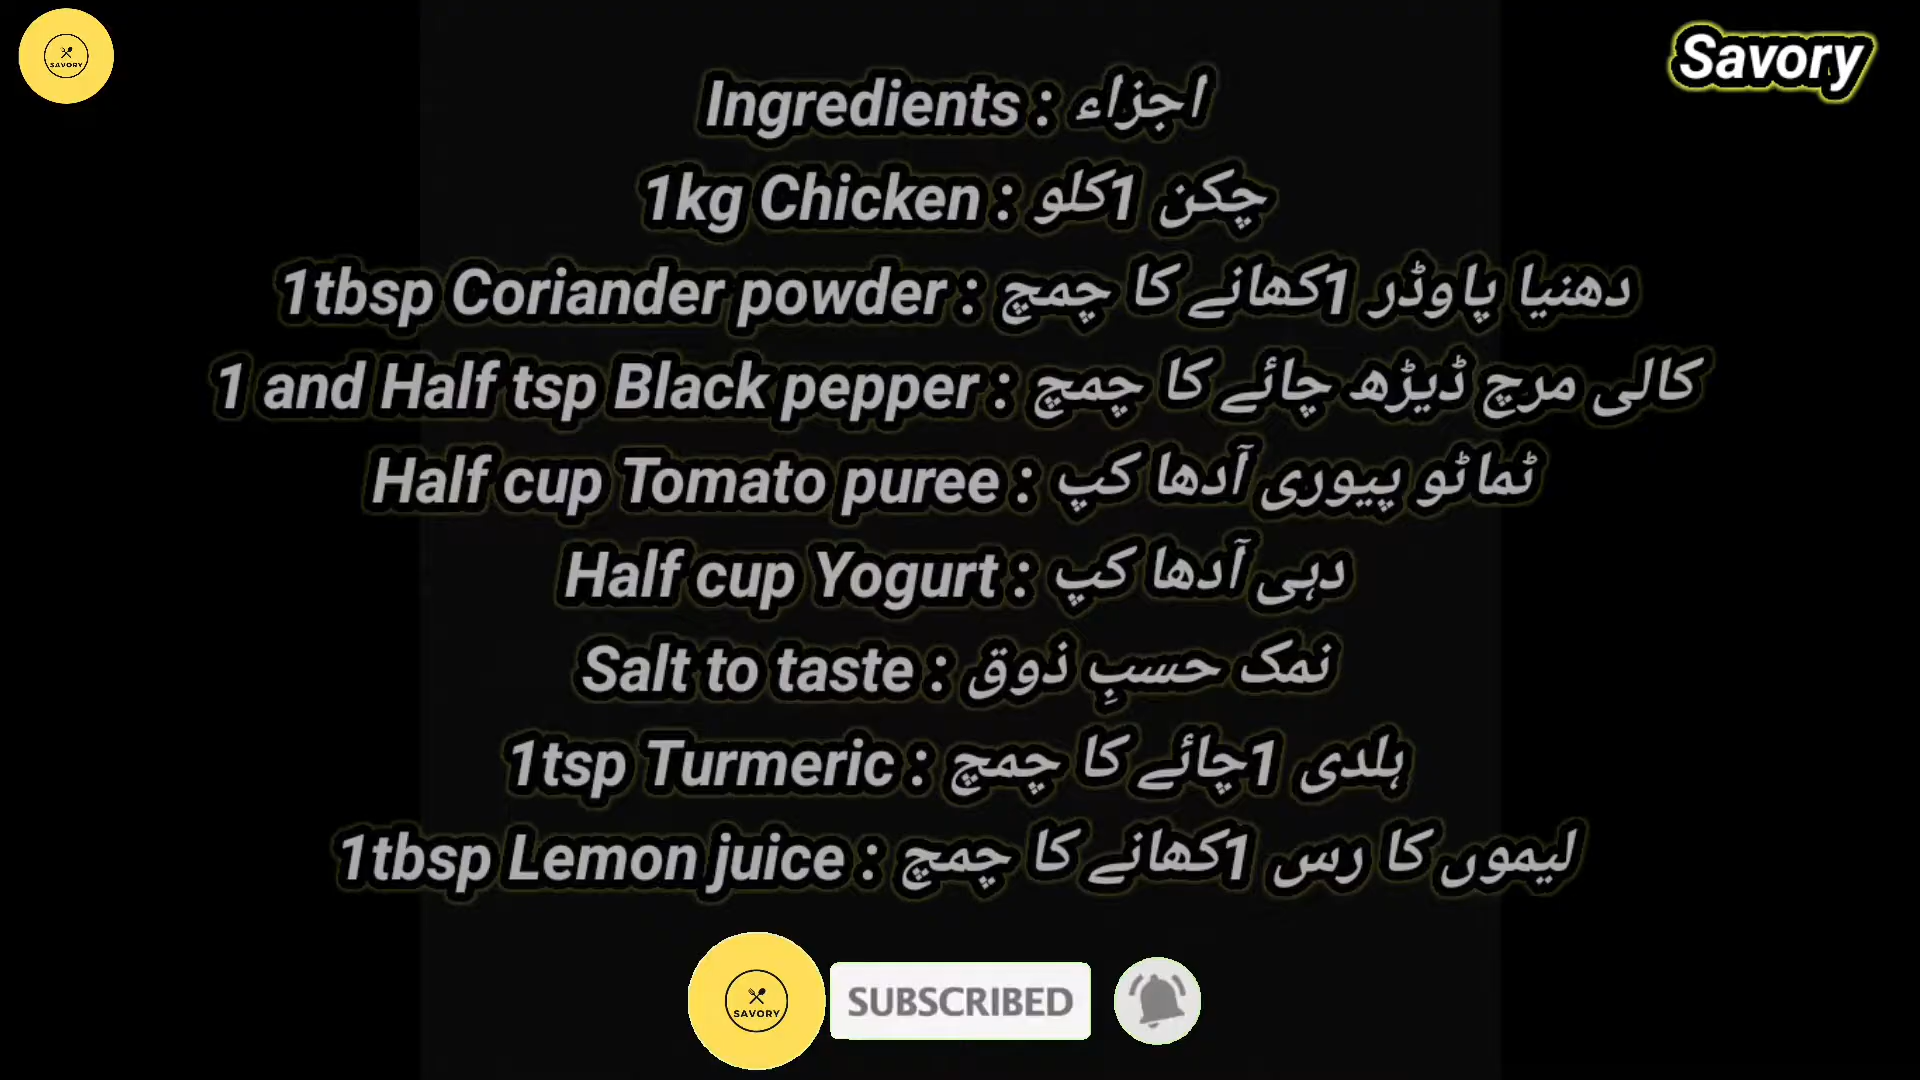 SAVORY
Savory
Ingredients : اجزاء
1kg Chicken : چکن 1کلو
1tbsp Coriander powder : دھنیا پاوڈر 1کھانے کا چمچ
1 and Half tsp Black pepper : کالی مرچ ڈیڑھ چائے کا چمچ
Half cup Tomato puree : ٹماٹو پیوری آدھا کپ
Half cup Yogurt : دہی آدھا کپ
Salt to taste : نمک حسبِ ذوق
1tsp Turmeric : ہلدی 1چائے کا چمچ
1tbsp Lemon juice : لیموں کا رس 1کھانے کا چمچ
SAVORY
SUBSCRIBED